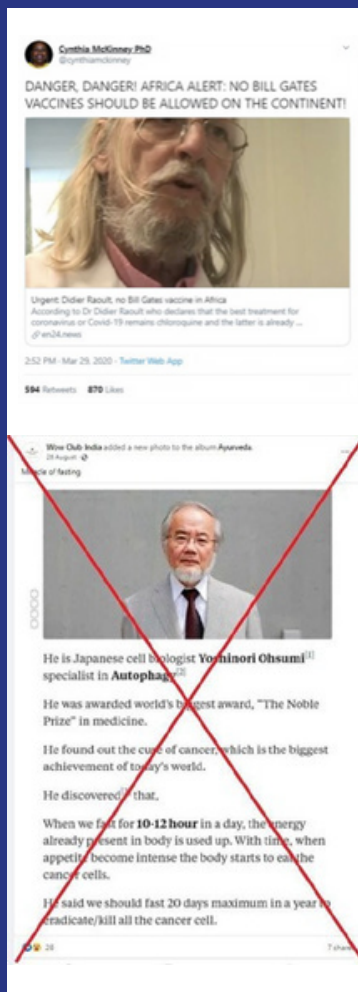 Cynthia McKinney PhD
@cynthiamckinney
DANGER, DANGER! AFRICA ALERT: NO BILL GATES
VACCINES SHOULD BE ALLOWED ON THE CONTINENT!
Urgent: Didier Raoult, no Bill Gates vaccine in Africa
According to Dr Didier Raoult who declares that the best treatment for
coronavirus or Covid-19 remains chloroquine and the latter is already ...
en24.news
2:52 PM · Mar 29, 2020 · Twitter Web App
594 Retweets 870 Likes
Wow Club India added a new photo to the album Ayurveda.
28 August
Miracle of fasting
He is Japanese cell biologist Yoshinori Ohsumi[1]
specialist in Autophagy[2]
He was awarded world's biggest award, "The Noble
Prize" in medicine.
He found out the cure of cancer, which is the biggest
achievement of today's world.
He discovered that,
When we fast for 10-12 hour in a day, the energy
already present in body is used up. With time, when
appetite become intense the body starts to eat the
cancer cells.
He said we should fast 20 days maximum in a year to
eradicate/kill all the cancer cell.
28
7 share